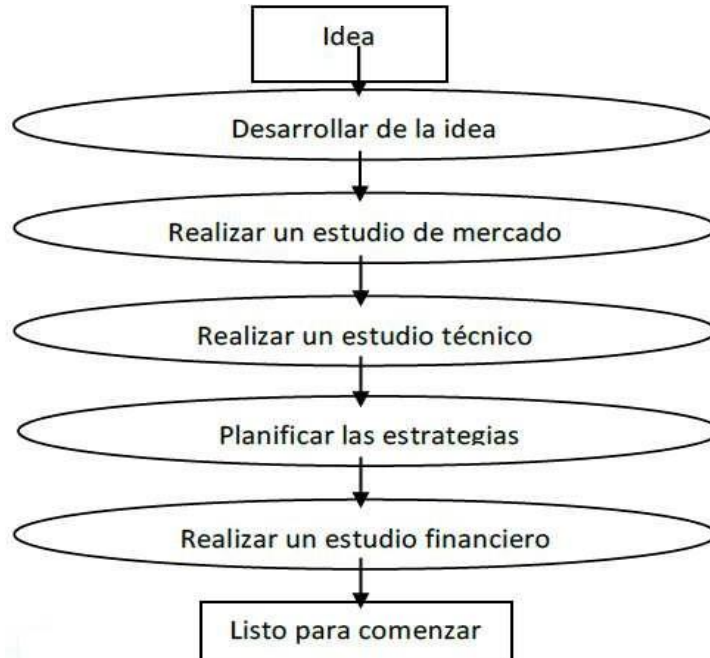 Idea
Desarrollar de la idea
Realizar un estudio de mercado
Realizar un estudio técnico
Planificar las estrategias
Realizar un estudio financiero
Listo para comenzar